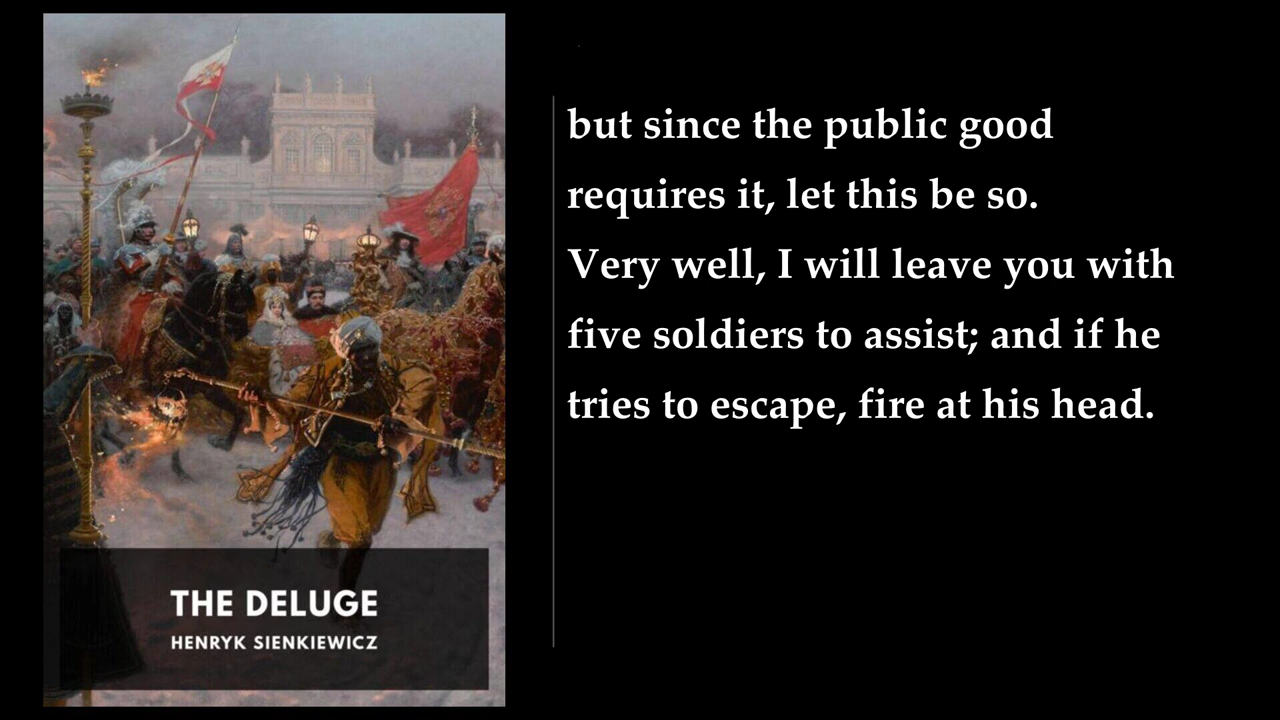 THE DELUGE
HENRYK SIENKIEWICZ
but since the public good
requires it, let this be so.
Very well, I will leave you with
five soldiers to assist; and if he
tries to escape, fire at his head.